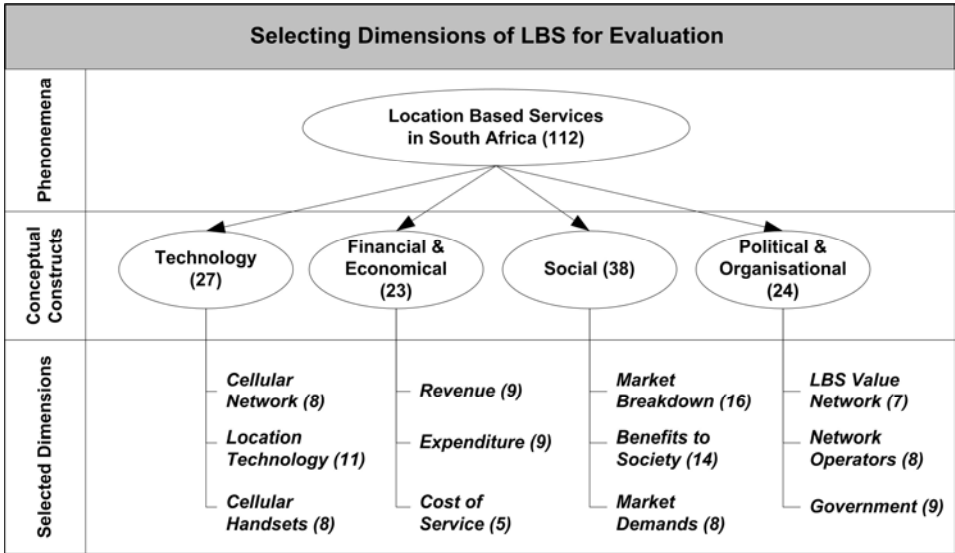 Selecting Dimensions of LBS for Evaluation
Phenonemena
Location Based Services
in South Africa (112)
Conceptual
Constructs
Technology
(27)
Financial &
Economical
(23)
Social (38)
Political &
Organisational
(24)
Selected Dimensions
Cellular
Network (8)
Location
Technology (11)
Cellular
Handsets (8)
Revenue (9)
Expenditure (9)
Cost of
Service (5)
Market
Breakdown (16)
Benefits to
Society (14)
Market
Demands (8)
LBS Value
Network (7)
Network
Operators (8)
Government (9)